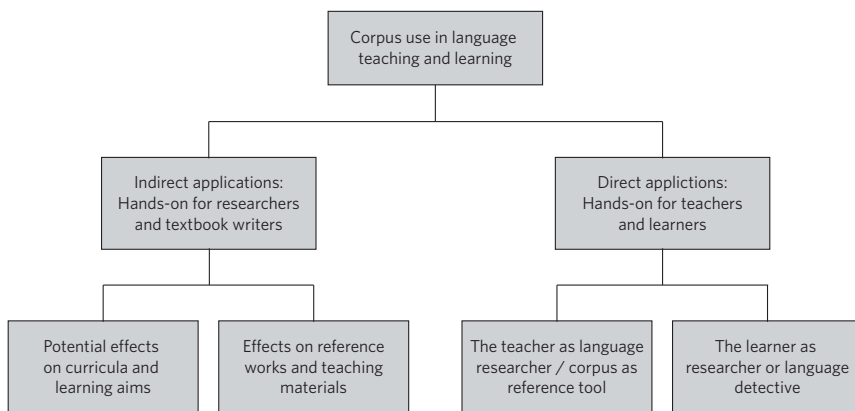 Corpus use in language
teaching and learning
Indirect applications:
Hands-on for researchers
and textbook writers
Direct applictions:
Hands-on for teachers
and learners
Potential effects
on curricula and
learning aims
Effects on reference
works and teaching
materials
The teacher as language
researcher / corpus as
reference tool
The learner as
researcher or language
detective